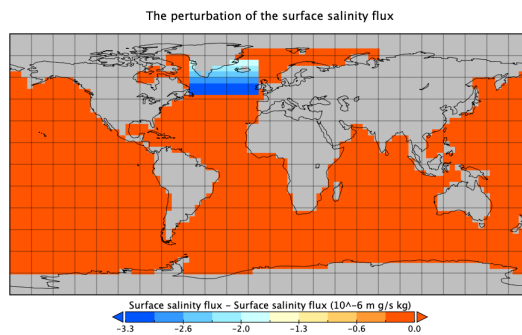 The perturbation of the surface salinity flux
Surface salinity flux − Surface salinity flux (10^−6 m g/s kg)
−3.3 −2.6 −2.0 −1.3 −0.6 0.0